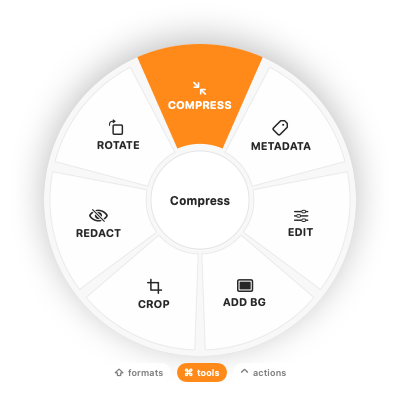 COMPRESS
ROTATE
METADATA
Compress
REDACT
EDIT
CROP
ADD BG
⇧ formats ⌘ tools ⌃ actions